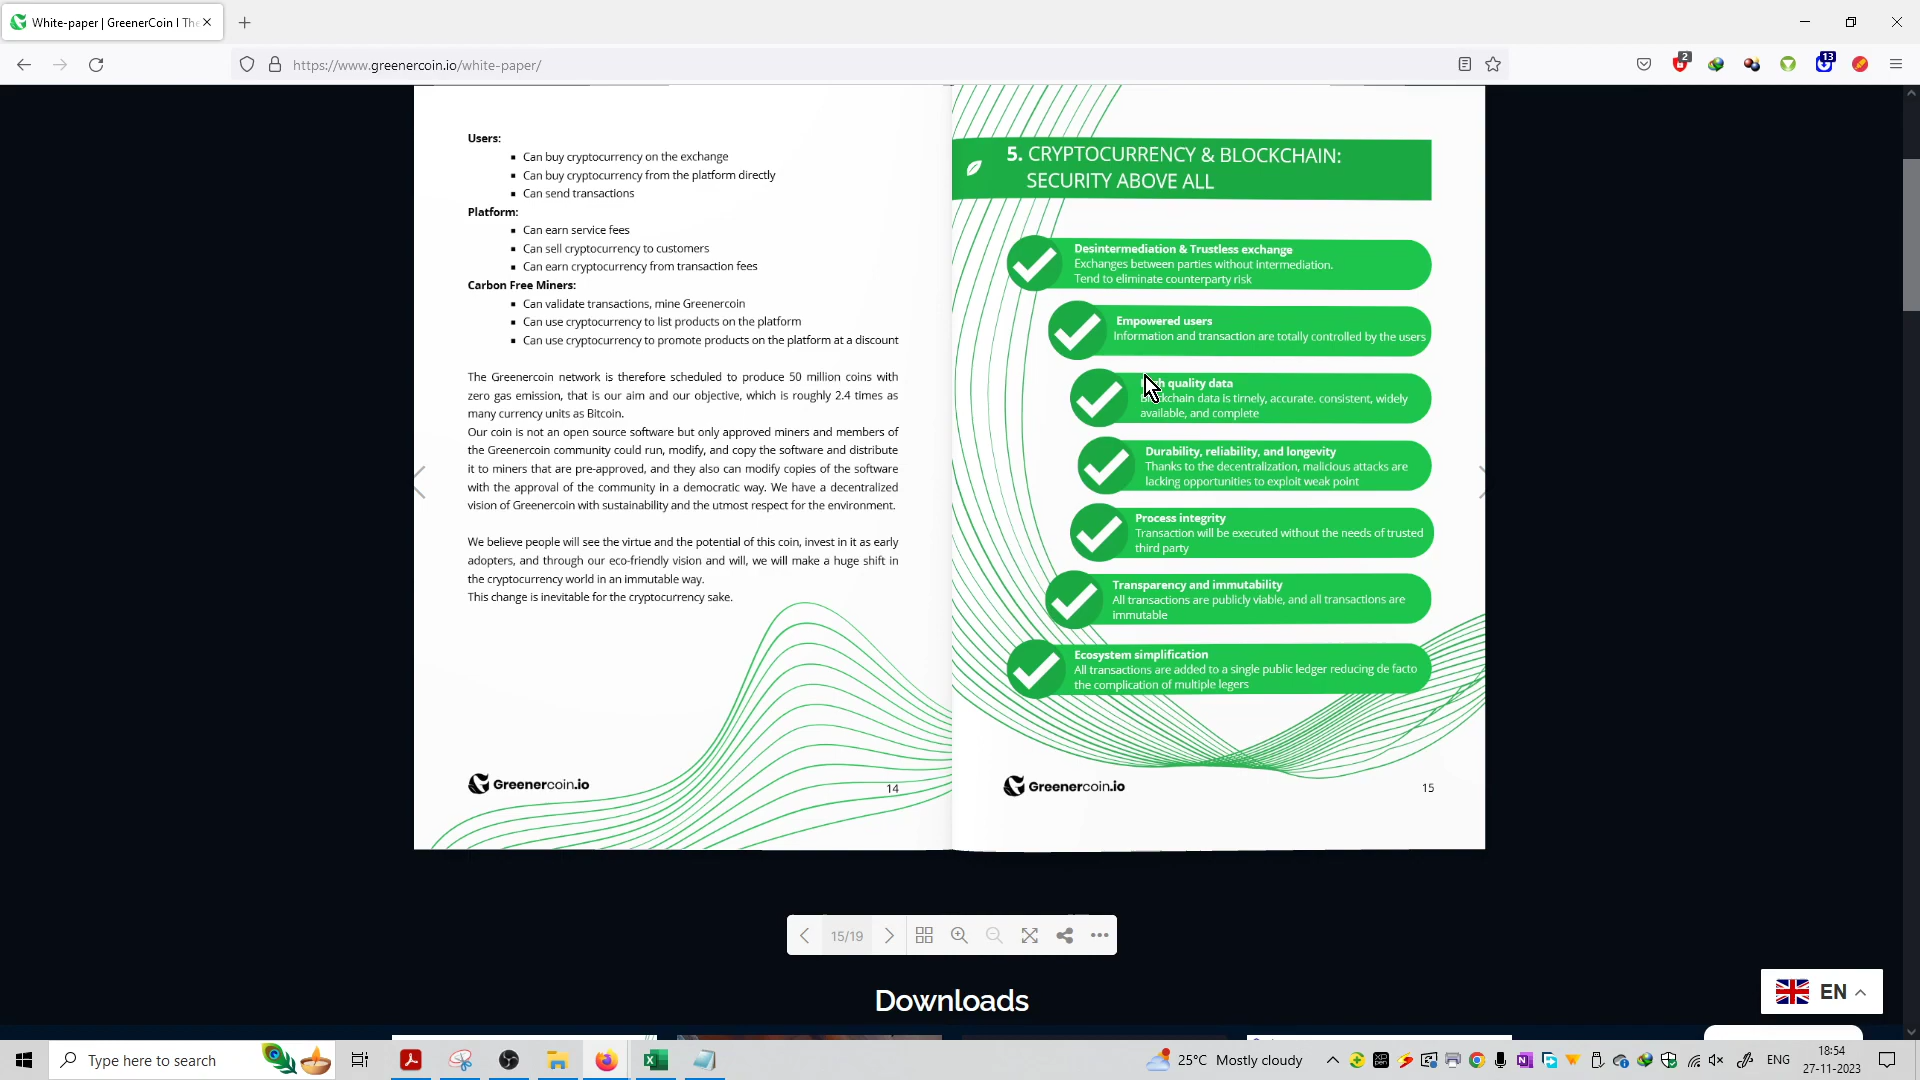 White-paper | GreenerCoin I The
https://www.greenercoin.io/white-paper/
2
13
Users:
Can buy cryptocurrency on the exchange
Can buy cryptocurrency from the platform directly
Can send transactions
Platform:
Can earn service fees
Can sell cryptocurrency to customers
Can earn cryptocurrency from transaction fees
Carbon Free Miners:
Can validate transactions, mine Greenercoin
Can use cryptocurrency to list products on the platform
Can use cryptocurrency to promote products on the platform at a discount
The Greenercoin network is therefore scheduled to produce 50 million coins with
zero gas emission, that is our aim and our objective, which is roughly 2.4 times as
many currency units as Bitcoin.
Our coin is not an open source software but only approved miners and members of
the Greenercoin community could run, modify, and copy the software and distribute
it to miners that are pre-approved, and they also can modify copies of the software
with the approval of the community in a democratic way. We have a decentralized
vision of Greenercoin with sustainability and the utmost respect for the environment.
We believe people will see the virtue and the potential of this coin, invest in it as early
adopters, and through our eco-friendly vision and will, we will make a huge shift in
the cryptocurrency world in an immutable way.
This change is inevitable for the cryptocurrency sake.
Greenercoin.io
14
5. CRYPTOCURRENCY & BLOCKCHAIN:
SECURITY ABOVE ALL
Desintermediation & Trustless exchange
Exchanges between parties without intermediation.
Tend to eliminate counterparty risk
Empowered users
Information and transaction are totally controlled by the users
quality data
data is timely, accurate. consistent, widely
available, and complete
Durability, reliability, and longevity
Thanks to the decentralization, malicious attacks are
lacking opportunities to exploit weak point
Process integrity
Transaction will be executed without the needs of trusted
third party
Transparency and immutability
All transactions are publicly viable, and all transactions are
immutable
Ecosystem simplification
All transactions are added to a single public ledger reducing de facto
the complication of multiple legers
Greenercoin.io
15
15/19
Downloads
EN
Type here to search
25°C Mostly cloudy
ENG
18:54
27-11-2023